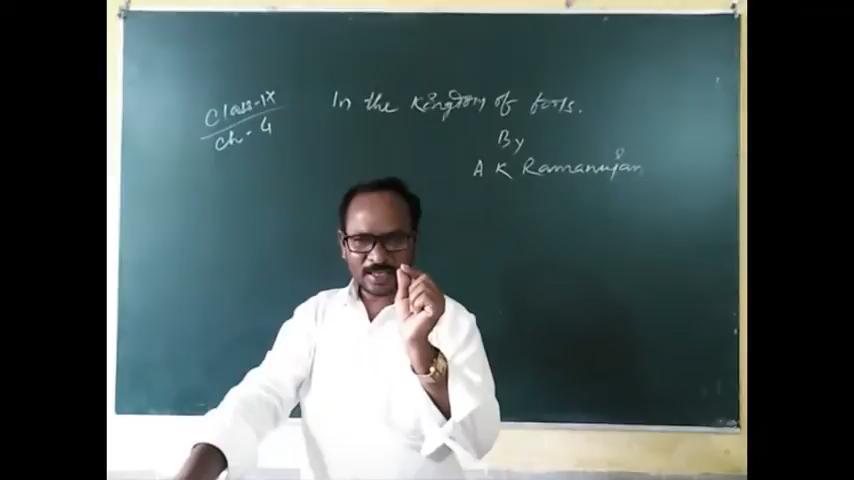 Class-IX
Ch-4
In the Kingdom of fools.
By
A K Ramanujan